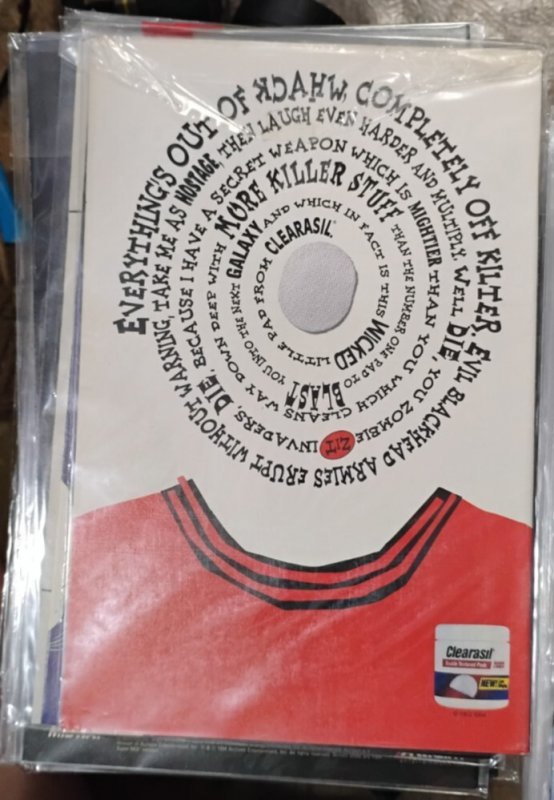 EVERYTHING'S OUT OF WHACK, COMPLETELY OFF KILTER. EVIL BLACKHEAD ARMIES ERUPT WITHOUT WARNING,
TAKE ME AS HOSTAGE, THEN LAUGH EVEN HARDER AND MULTIPLY. WELL DIE YOU ZOMBIE ZIT INVADERS. DIE,
BECAUSE I HAVE A SECRET WEAPON WHICH IS MIGHTIER THAN YOU WHICH CLEANS WAY DOWN DEEP WITH
MORE KILLER STUFF THAN THE NUMBER ONE PAD TO BLAST YOU INTO THE NEXT
GALAXY AND WHICH IN FACT IS THIS WICKED LITTLE PAD FROM
CLEARASIL
Clearasil
Textured Pads
NEW!